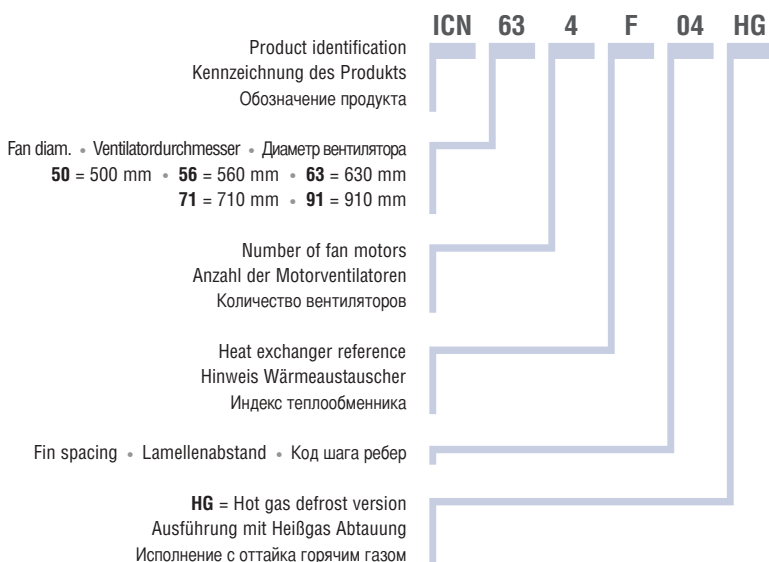 ICN 63 4 F 04 HG
Product identification
Kennzeichnung des Produkts
Обозначение продукта
Fan diam. • Ventilatordurchmesser • Диаметр вентилятора
50 = 500 mm • 56 = 560 mm • 63 = 630 mm
71 = 710 mm • 91 = 910 mm
Number of fan motors
Anzahl der Motorventilatoren
Количество вентиляторов
Heat exchanger reference
Hinweis Wärmeaustauscher
Индекс теплообменника
Fin spacing • Lamellenabstand • Код шага ребер
HG = Hot gas defrost version
Ausführung mit Heißgas Abtauung
Исполнение с оттайка горячим газом